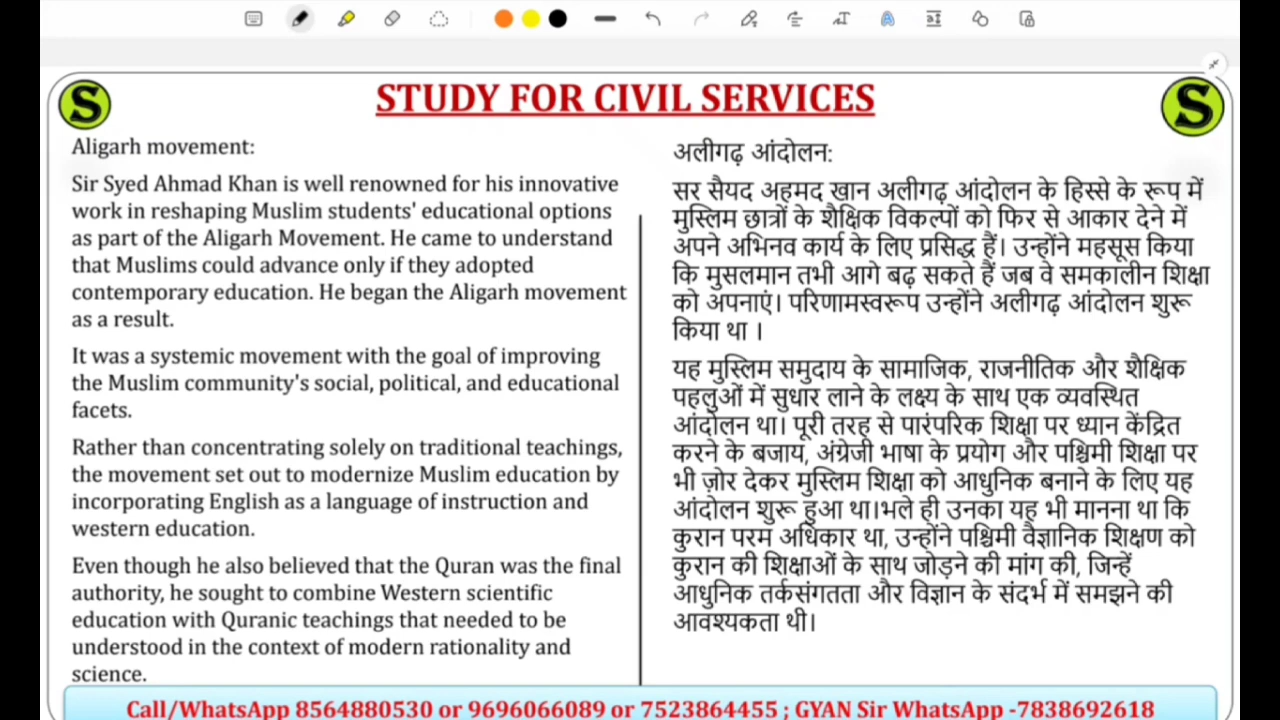 S
STUDY FOR CIVIL SERVICES
S
Aligarh movement:
Sir Syed Ahmad Khan is well renowned for his innovative
work in reshaping Muslim students' educational options
as part of the Aligarh Movement. He came to understand
that Muslims could advance only if they adopted
contemporary education. He began the Aligarh movement
as a result.
It was a systemic movement with the goal of improving
the Muslim community's social, political, and educational
facets.
Rather than concentrating solely on traditional teachings,
the movement set out to modernize Muslim education by
incorporating English as a language of instruction and
western education.
Even though he also believed that the Quran was the final
authority, he sought to combine Western scientific
education with Quranic teachings that needed to be
understood in the context of modern rationality and
science.
अलीगढ़ आंदोलन:
सर सैयद अहमद खान अलीगढ़ आंदोलन के हिस्से के रूप में
मुस्लिम छात्रों के शैक्षिक विकल्पों को फिर से आकार देने में
अपने अभिनव कार्य के लिए प्रसिद्ध हैं। उन्होंने महसूस किया
कि मुसलमान तभी आगे बढ़ सकते हैं जब वे समकालीन शिक्षा
को अपनाएं। परिणामस्वरूप उन्होंने अलीगढ़ आंदोलन शुरू
किया था ।
यह मुस्लिम समुदाय के सामाजिक, राजनीतिक और शैक्षिक
पहलुओं में सुधार लाने के लक्ष्य के साथ एक व्यवस्थित
आंदोलन था। पूरी तरह से पारंपरिक शिक्षा पर ध्यान केंद्रित
करने के बजाय, अंग्रेजी भाषा के प्रयोग और पश्चिमी शिक्षा पर
भी ज़ोर देकर मुस्लिम शिक्षा को आधुनिक बनाने के लिए यह
आंदोलन शुरू हुआ था।भले ही उनका यह भी मानना था कि
कुरान परम अधिकार था, उन्होंने पश्चिमी वैज्ञानिक शिक्षण को
कुरान की शिक्षाओं के साथ जोड़ने की मांग की, जिन्हें
आधुनिक तर्कसंगतता और विज्ञान के संदर्भ में समझने की
आवश्यकता थी।
Call/WhatsApp 8564880530 or 9696066089 or 7523864455 ; GYAN Sir WhatsApp -7838692618